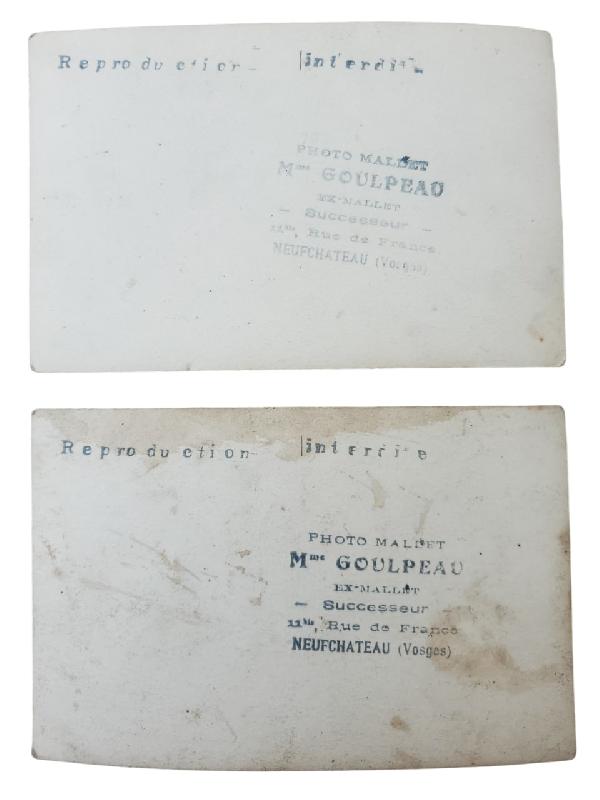 Reproduction- interdite
PHOTO MALLET
Mme GOULPEAU
EX-MALLET
— Successeur —
11bis, Rue de France
NEUFCHATEAU (Vosges)
Reproduction- interdite
PHOTO MALLET
Mme GOULPEAU
EX-MALLET
— Successeur —
11bis, Rue de France
NEUFCHATEAU (Vosges)